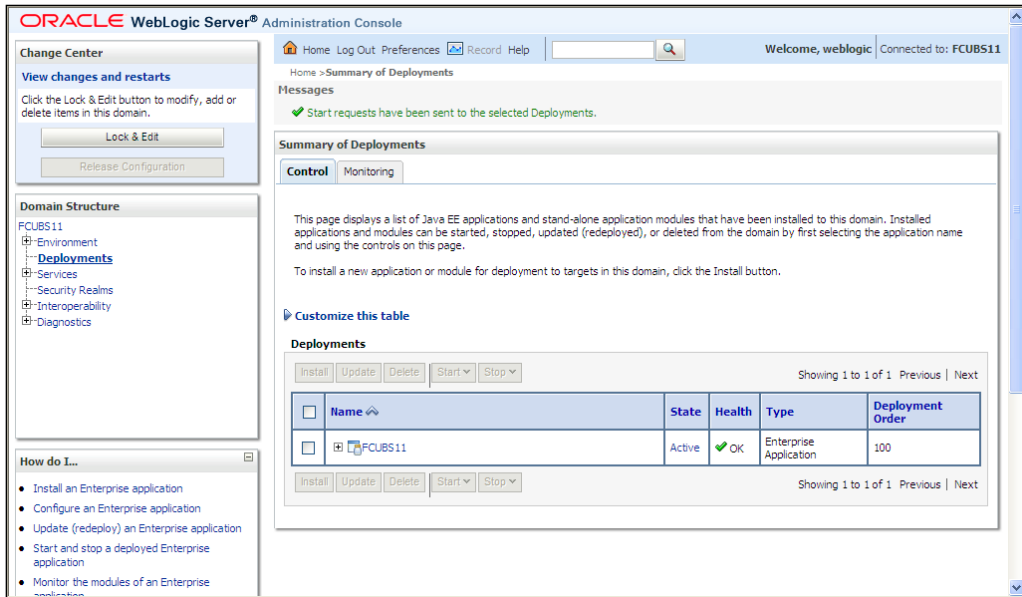 ORACLE WebLogic Server® Administration Console
Change Center
View changes and restarts
Click the Lock & Edit button to modify, add or
delete items in this domain.
Lock & Edit
Release Configuration
Domain Structure
FCUBS11
Environment
Deployments
Services
Security Realms
Interoperability
Diagnostics
How do I...
Install an Enterprise application
Configure an Enterprise application
Update (redeploy) an Enterprise application
Start and stop a deployed Enterprise
application
Monitor the modules of an Enterprise
application
Home Log Out Preferences Record Help
Welcome, weblogic Connected to: FCUBS11
Home >Summary of Deployments
Messages
Start requests have been sent to the selected Deployments.
Summary of Deployments
Control Monitoring
This page displays a list of Java EE applications and stand-alone application modules that have been installed to this domain. Installed
applications and modules can be started, stopped, updated (redeployed), or deleted from the domain by first selecting the application name
and using the controls on this page.
To install a new application or module for deployment to targets in this domain, click the Install button.
Customize this table
Deployments
Install Update Delete Start Stop
Showing 1 to 1 of 1 Previous | Next
Name State Health Type Deployment Order
FCUBS11 Active OK Enterprise Application 100
Install Update Delete Start Stop
Showing 1 to 1 of 1 Previous | Next